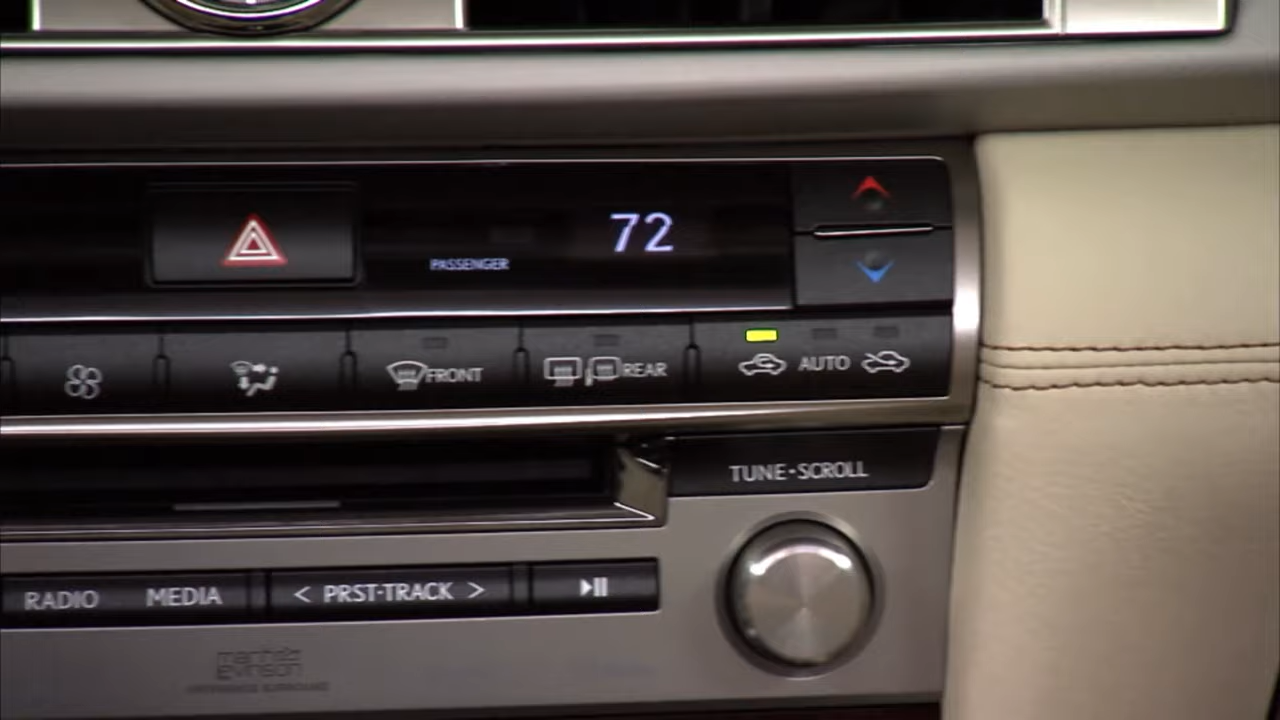 72
PASSENGER
FRONT
REAR
AUTO
TUNE•SCROLL
RADIO
MEDIA
< PRST·TRACK >